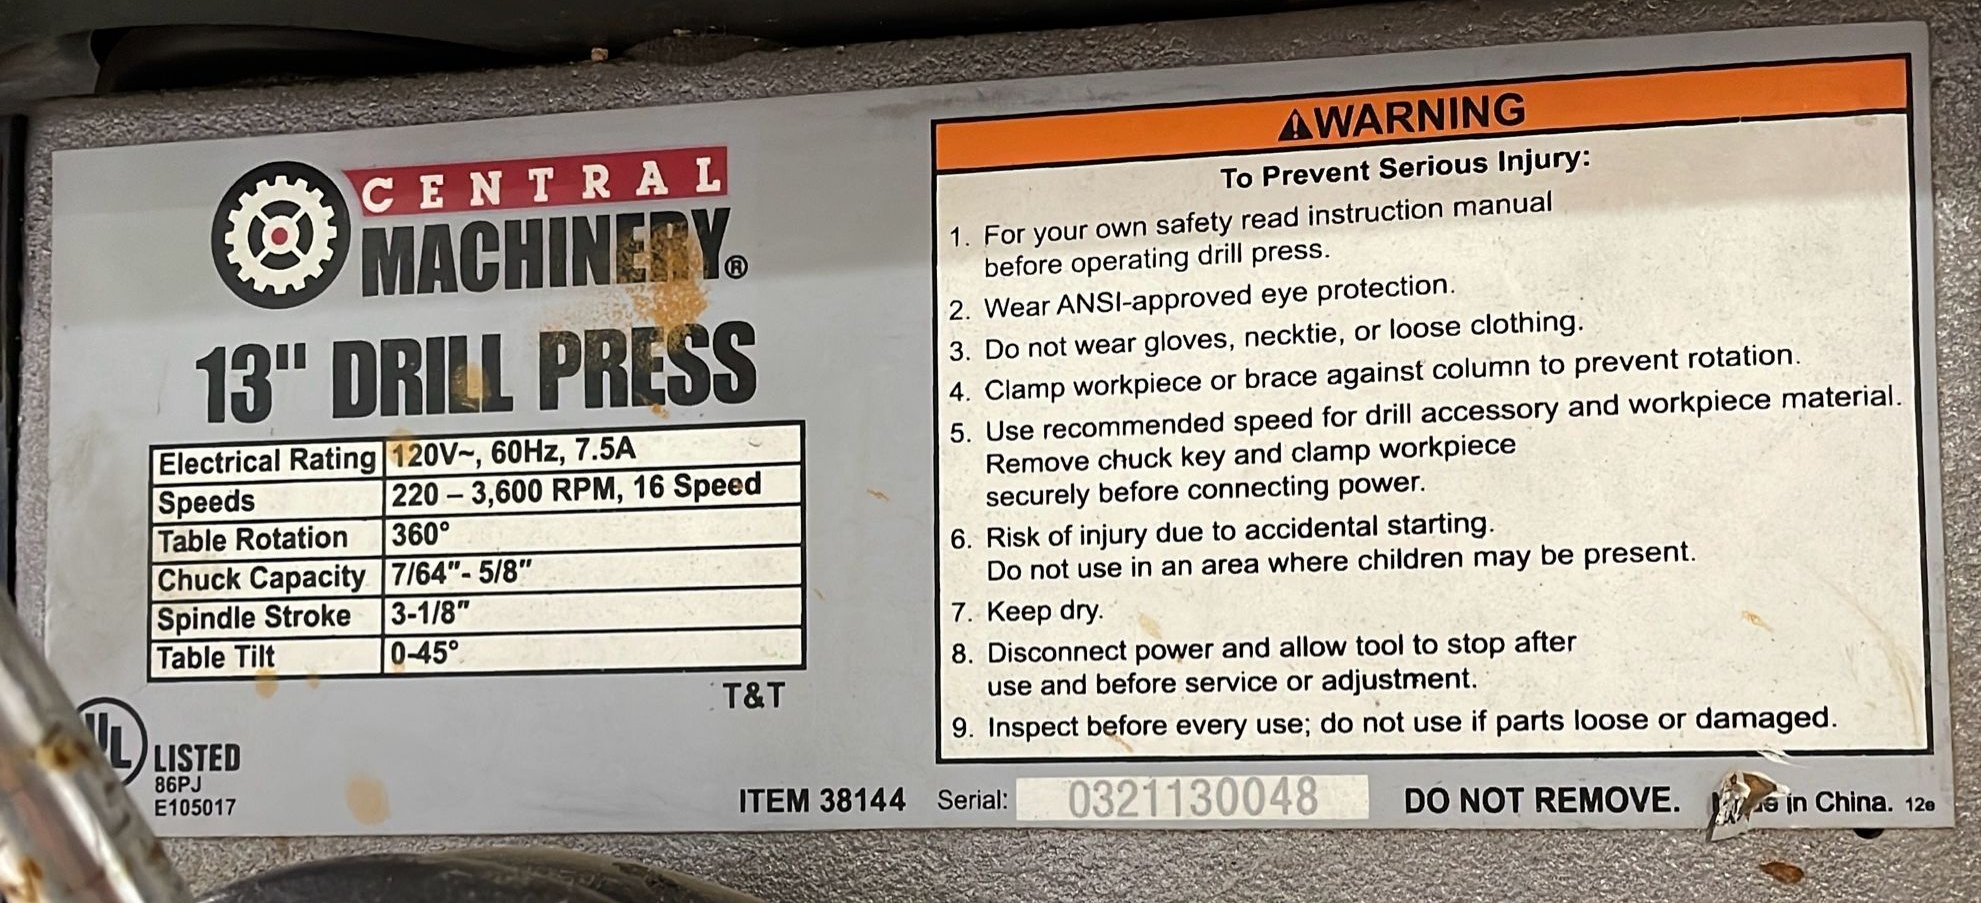 CENTRAL
MACHINERY®
13" DRILL PRESS
Electrical Rating 120V~, 60Hz, 7.5A
Speeds 220 – 3,600 RPM, 16 Speed
Table Rotation 360°
Chuck Capacity 7/64"- 5/8"
Spindle Stroke 3-1/8"
Table Tilt 0-45°
T&T
UL LISTED
86PJ
E105017
⚠WARNING
To Prevent Serious Injury:
1. For your own safety read instruction manual
before operating drill press.
2. Wear ANSI-approved eye protection.
3. Do not wear gloves, necktie, or loose clothing.
4. Clamp workpiece or brace against column to prevent rotation.
5. Use recommended speed for drill accessory and workpiece material.
Remove chuck key and clamp workpiece
securely before connecting power.
6. Risk of injury due to accidental starting.
Do not use in an area where children may be present.
7. Keep dry.
8. Disconnect power and allow tool to stop after
use and before service or adjustment.
9. Inspect before every use; do not use if parts loose or damaged.
ITEM 38144 Serial: 0321130048 DO NOT REMOVE. in China. 12e